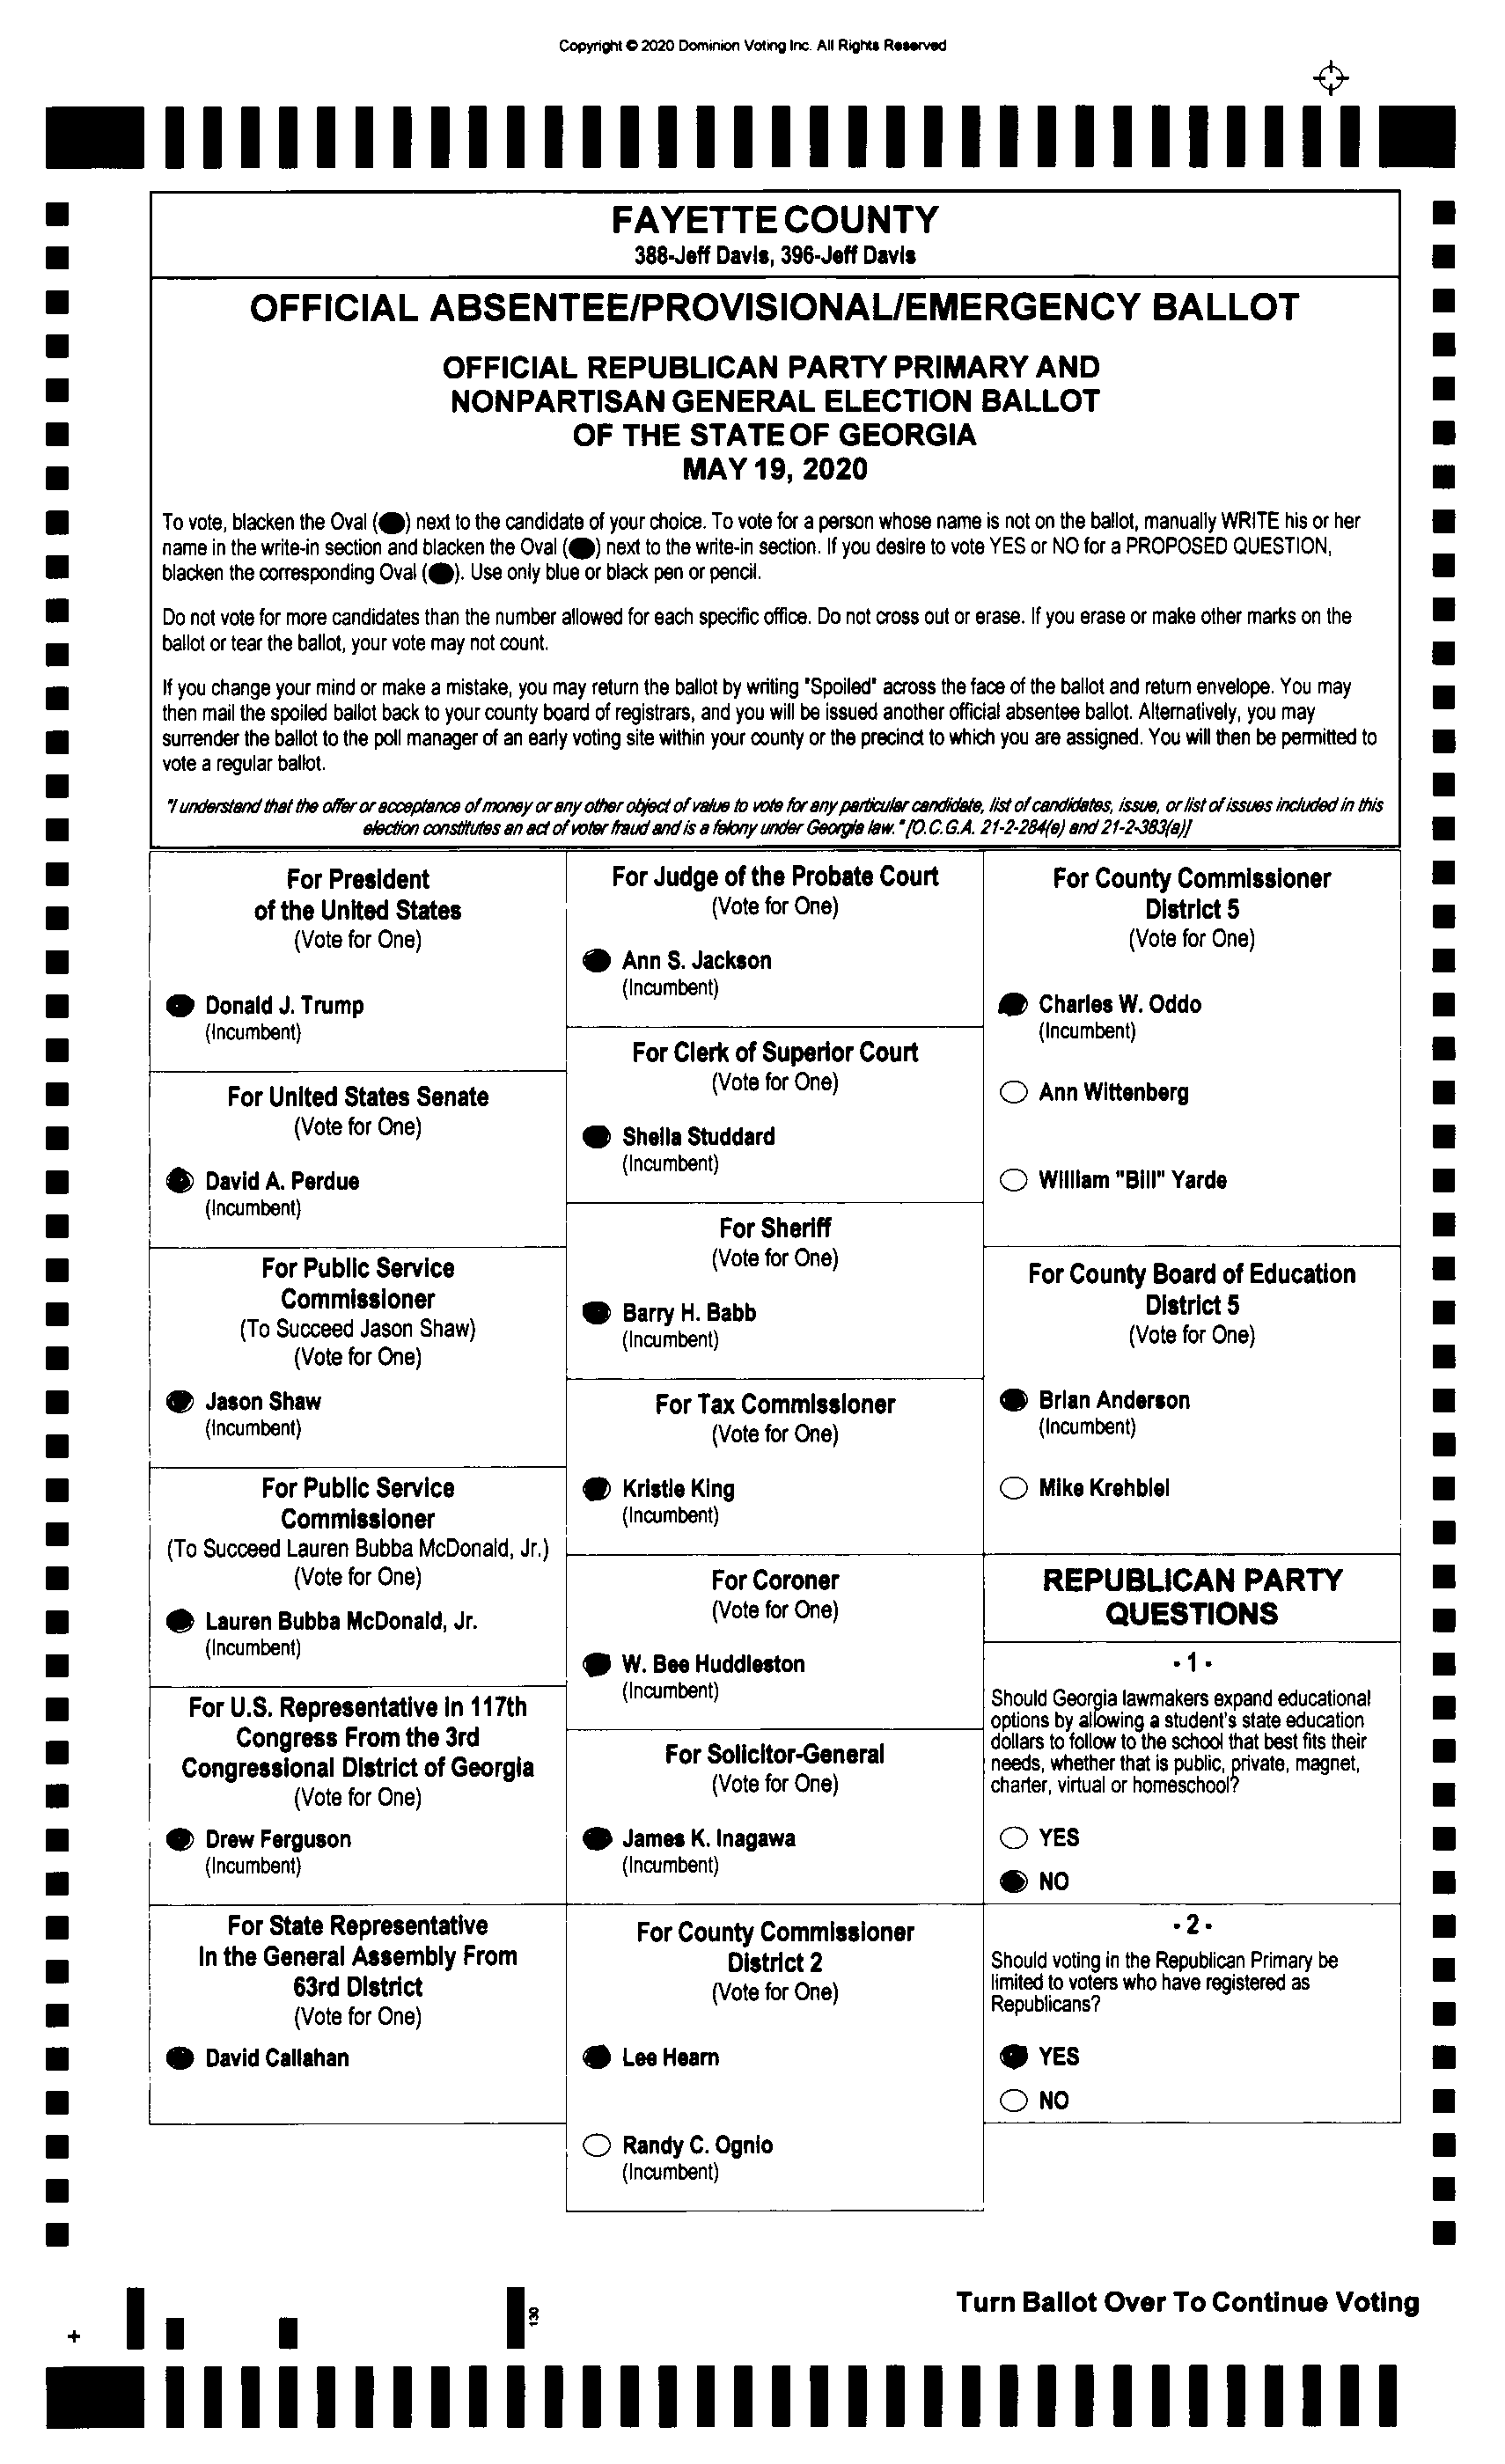 Copyright © 2020 Dominion Voting Inc. All Rights Reserved
FAYETTE COUNTY
388-Jeff Davis, 396-Jeff Davis
OFFICIAL ABSENTEE/PROVISIONAL/EMERGENCY BALLOT
OFFICIAL REPUBLICAN PARTY PRIMARY AND
NONPARTISAN GENERAL ELECTION BALLOT
OF THE STATE OF GEORGIA
MAY 19, 2020
To vote, blacken the Oval (⬬) next to the candidate of your choice. To vote for a person whose name is not on the ballot, manually WRITE his or her
name in the write-in section and blacken the Oval (⬬) next to the write-in section. If you desire to vote YES or NO for a PROPOSED QUESTION,
blacken the corresponding Oval (⬬). Use only blue or black pen or pencil.
Do not vote for more candidates than the number allowed for each specific office. Do not cross out or erase. If you erase or make other marks on the
ballot or tear the ballot, your vote may not count.
If you change your mind or make a mistake, you may return the ballot by writing "Spoiled" across the face of the ballot and return envelope. You may
then mail the spoiled ballot back to your county board of registrars, and you will be issued another official absentee ballot. Alternatively, you may
surrender the ballot to the poll manager of an early voting site within your county or the precinct to which you are assigned. You will then be permitted to
vote a regular ballot.
"I understand that the offer or acceptance of money or any other object of value to vote for any particular candidate, list of candidates, issue, or list of issues included in this
election constitutes an act of voter fraud and is a felony under Georgia law." [O.C.G.A. 21-2-284(e) and 21-2-383(a)]
For President
of the United States
(Vote for One)
Donald J. Trump
(Incumbent)
For United States Senate
(Vote for One)
David A. Perdue
(Incumbent)
For Public Service
Commissioner
(To Succeed Jason Shaw)
(Vote for One)
Jason Shaw
(Incumbent)
For Public Service
Commissioner
(To Succeed Lauren Bubba McDonald, Jr.)
(Vote for One)
Lauren Bubba McDonald, Jr.
(Incumbent)
For U.S. Representative in 117th
Congress From the 3rd
Congressional District of Georgia
(Vote for One)
Drew Ferguson
(Incumbent)
For State Representative
In the General Assembly From
63rd District
(Vote for One)
David Callahan
For Judge of the Probate Court
(Vote for One)
Ann S. Jackson
(Incumbent)
For Clerk of Superior Court
(Vote for One)
Sheila Studdard
(Incumbent)
For Sheriff
(Vote for One)
Barry H. Babb
(Incumbent)
For Tax Commissioner
(Vote for One)
Kristie King
(Incumbent)
For Coroner
(Vote for One)
W. Bee Huddleston
(Incumbent)
For Solicitor-General
(Vote for One)
James K. Inagawa
(Incumbent)
For County Commissioner
District 2
(Vote for One)
Lee Hearn
Randy C. Ognio
(Incumbent)
For County Commissioner
District 5
(Vote for One)
Charles W. Oddo
(Incumbent)
Ann Wittenberg
William "Bill" Yarde
For County Board of Education
District 5
(Vote for One)
Brian Anderson
(Incumbent)
Mike Krehbiel
REPUBLICAN PARTY
QUESTIONS
- 1 -
Should Georgia lawmakers expand educational
options by allowing a student's state education
dollars to follow to the school that best fits their
needs, whether that is public, private, magnet,
charter, virtual or homeschool?
YES
NO
- 2 -
Should voting in the Republican Primary be
limited to voters who have registered as
Republicans?
YES
NO
Turn Ballot Over To Continue Voting
130